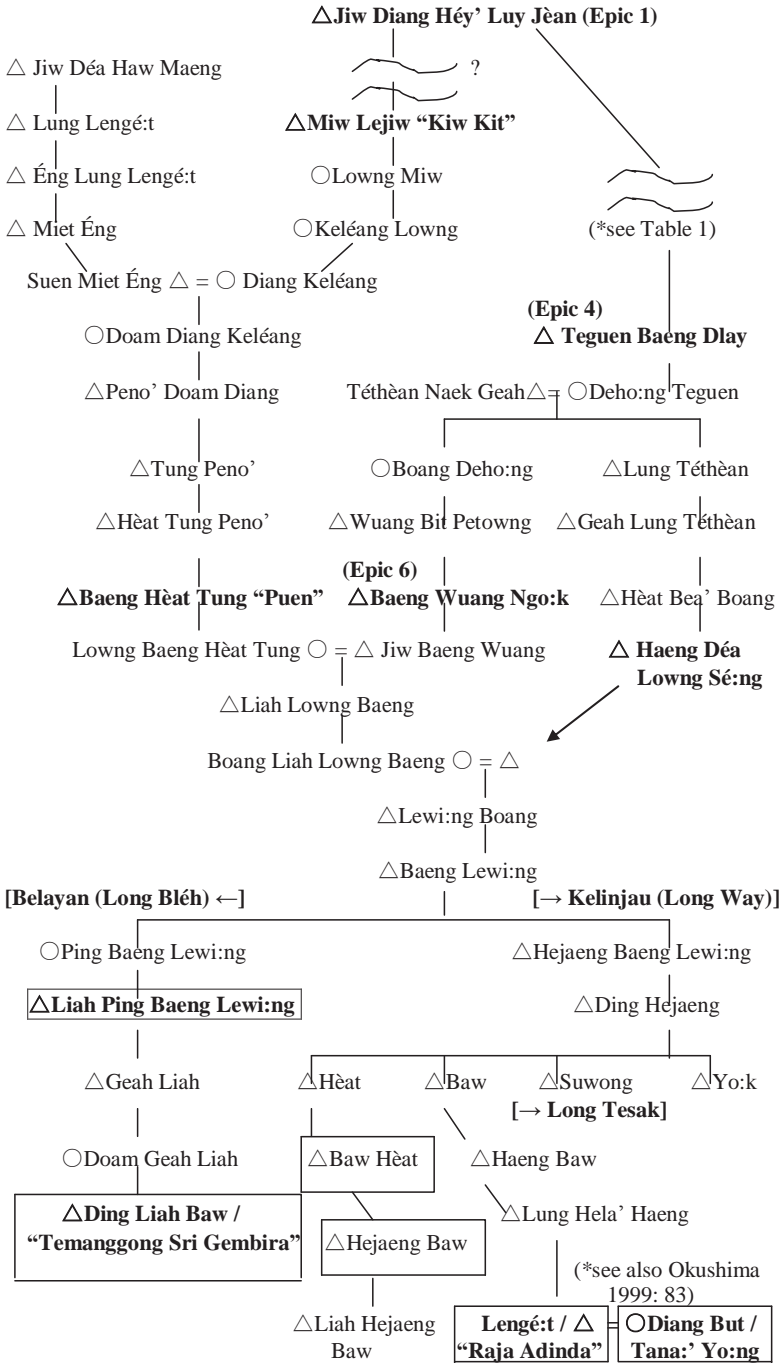 △Jiw Diang Héy’ Luy Jèan (Epic 1)
△ Jiw Déa Haw Maeng ?
△ Lung Lengé:t △Miw Lejiw “Kiw Kit”
△ Éng Lung Lengé:t ○Lowng Miw
△ Miet Éng ○Keléang Lowng (*see Table 1)
Suen Miet Éng △ = ○ Diang Keléang
(Epic 4)
○Doam Diang Keléang △ Teguen Baeng Dlay
△Peno’ Doam Diang Téthèan Naek Geah△= ○Deho:ng Teguen
△Tung Peno’ ○Boang Deho:ng △Lung Téthèan
△Hèat Tung Peno’ △Wuang Bit Petowng △Geah Lung Téthèan
(Epic 6)
△Baeng Hèat Tung “Puen” △Baeng Wuang Ngo:k △Hèat Bea’ Boang
Lowng Baeng Hèat Tung ○ = △ Jiw Baeng Wuang △ Haeng Déa
Lowng Sé:ng
△Liah Lowng Baeng
Boang Liah Lowng Baeng ○ = △
△Lewi:ng Boang
△Baeng Lewi:ng
[Belayan (Long Bléh) ←] [→ Kelinjau (Long Way)]
○Ping Baeng Lewi:ng △Hejaeng Baeng Lewi:ng
△Liah Ping Baeng Lewi:ng △Ding Hejaeng
△Geah Liah △Hèat △Baw △Suwong △Yo:k
[→ Long Tesak]
○Doam Geah Liah △Baw Hèat △Haeng Baw
△Ding Liah Baw / △Lung Hela’ Haeng
“Temanggong Sri Gembira” △Hejaeng Baw
(*see also Okushima
1999: 83)
△Liah Hejaeng Lengé:t / △ = ○Diang But /
Baw “Raja Adinda” Tana:’ Yo:ng